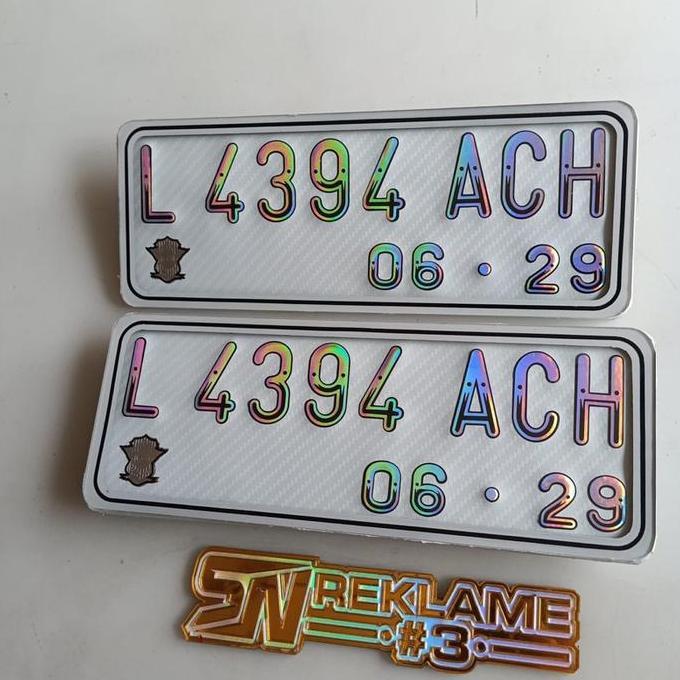 L 4394 ACH
06 · 29
L 4394 ACH
06 · 29
SN REKLAME
#3